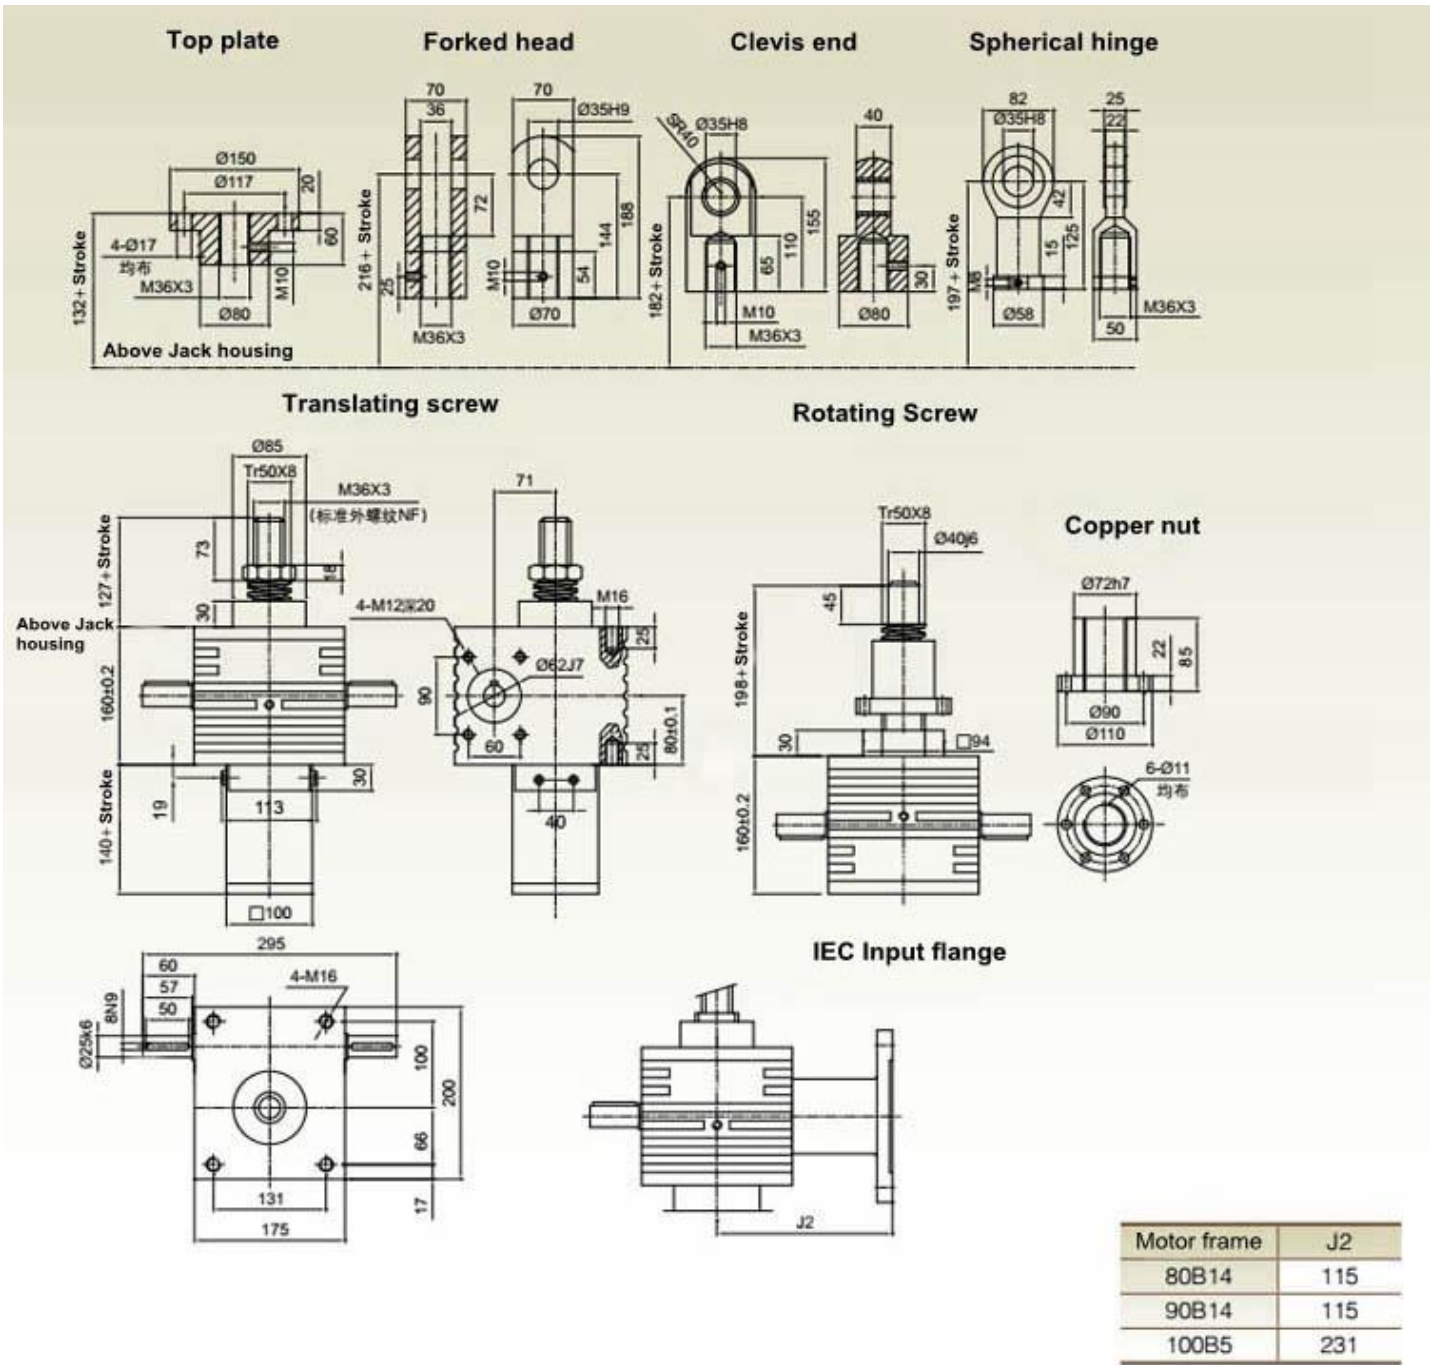 Top plate
Forked head
Clevis end
Spherical hinge
Ø150
Ø117
20
60
4-Ø17
均布
M36X3
M10
Ø80
132+ Stroke
Above Jack housing
70
36
72
216+ Stroke
25
M36X3
70
Ø35H9
188
144
54
M10
Ø70
SR40
Ø35H8
155
110
65
182+ Stroke
M10
M36X3
40
30
Ø80
82
Ø35H8
42
125
15
197+ Stroke
M8
Ø58
25
22
M36X3
50
Translating screw
Rotating Screw
Ø85
Tr50X8
M36X3
(标准外螺纹NF)
127+ Stroke
73
18
30
Above Jack
housing
160±0.2
140+ Stroke
19
113
30
□100
71
4-M12深20
M16
25
Ø62J7
90
60
80±0.1
25
40
Tr50X8
Ø40j6
45
198+ Stroke
30
□94
160±0.2
Copper nut
Ø72h7
22
85
Ø90
Ø110
6-Ø11
均布
295
60
57
50
8N9
Ø25k6
4-M16
100
200
66
17
131
175
IEC Input flange
J2
Motor frame J2
80B14 115
90B14 115
100B5 231